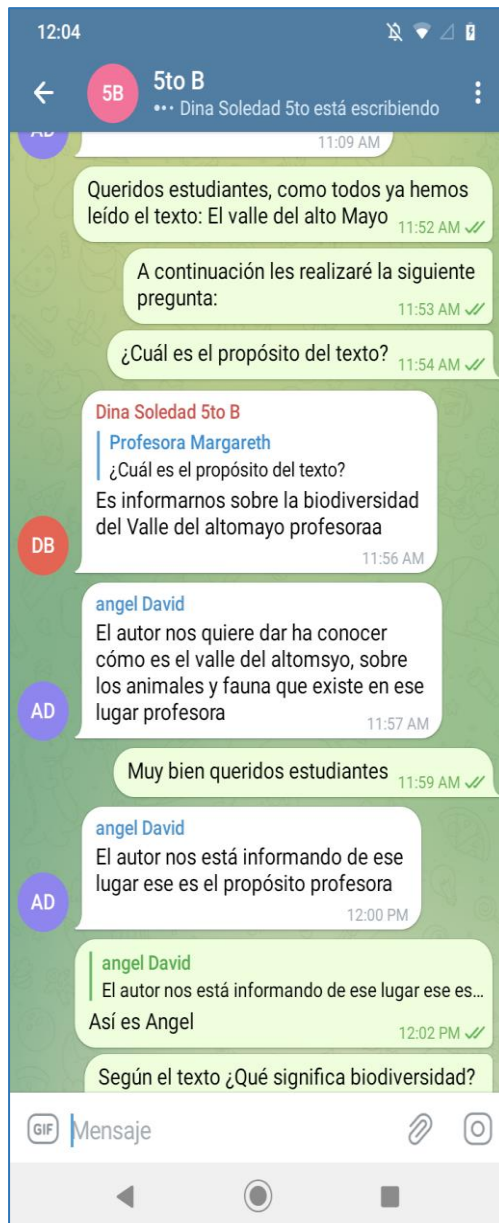 12:04
5B
5to B
Dina Soledad 5to está escribiendo
AD
11:09 AM
Queridos estudiantes, como todos ya hemos
leído el texto: El valle del alto Mayo
11:52 AM
A continuación les realizaré la siguiente
pregunta:
11:53 AM
¿Cuál es el propósito del texto?
11:54 AM
Dina Soledad 5to B
Profesora Margareth
¿Cuál es el propósito del texto?
Es informarnos sobre la biodiversidad
del Valle del altomayo profesoraa
11:56 AM
DB
angel David
El autor nos quiere dar ha conocer
cómo es el valle del altomsyo, sobre
los animales y fauna que existe en ese
lugar profesora
11:57 AM
AD
Muy bien queridos estudiantes
11:59 AM
angel David
El autor nos está informando de ese
lugar ese es el propósito profesora
12:00 PM
AD
angel David
El autor nos está informando de ese lugar ese es...
Así es Angel
12:02 PM
Según el texto ¿Qué significa biodiversidad?
GIF
Mensaje